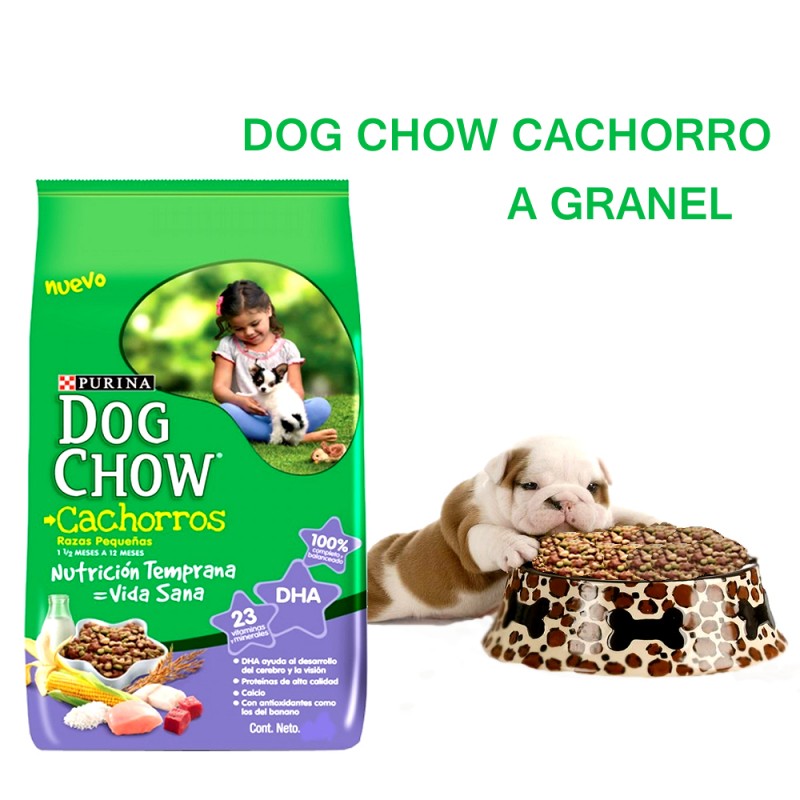 DOG CHOW CACHORRO
A GRANEL
nuevo
PURINA
DOG
CHOW®
Cachorros
Razas Pequeñas
1 1/2 MESES A 12 MESES
Nutrición Temprana
=Vida Sana
100%
completo y
balanceado
DHA
23
vitaminas
y minerales
• DHA ayuda al desarrollo
del cerebro y la visión
• Proteínas de alta calidad
• Calcio
• Con antioxidantes como
los del banano
Cont. Neto.